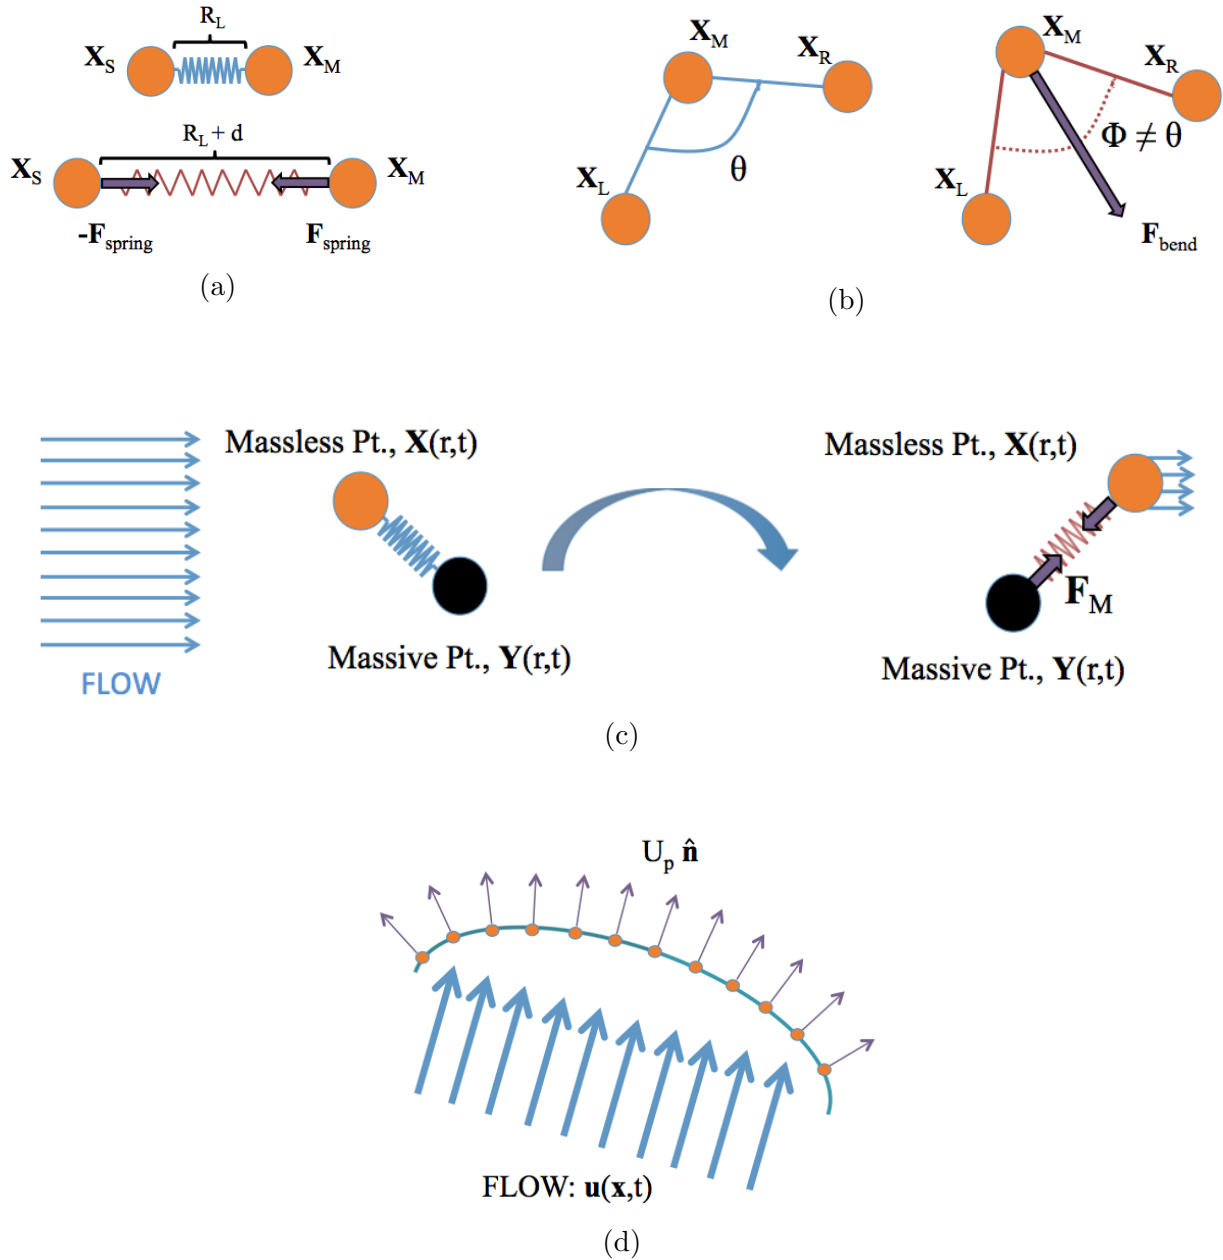 R_L
X_S X_M
R_L + d
X_S X_M
-F_spring F_spring
(a)
X_M
X_R
θ
X_L
X_M
X_R
Φ ≠ θ
X_L
F_bend
(b)
Massless Pt., X(r,t)
Massive Pt., Y(r,t)
FLOW
Massless Pt., X(r,t)
F_M
Massive Pt., Y(r,t)
(c)
U_p n̂
FLOW: u(x,t)
(d)